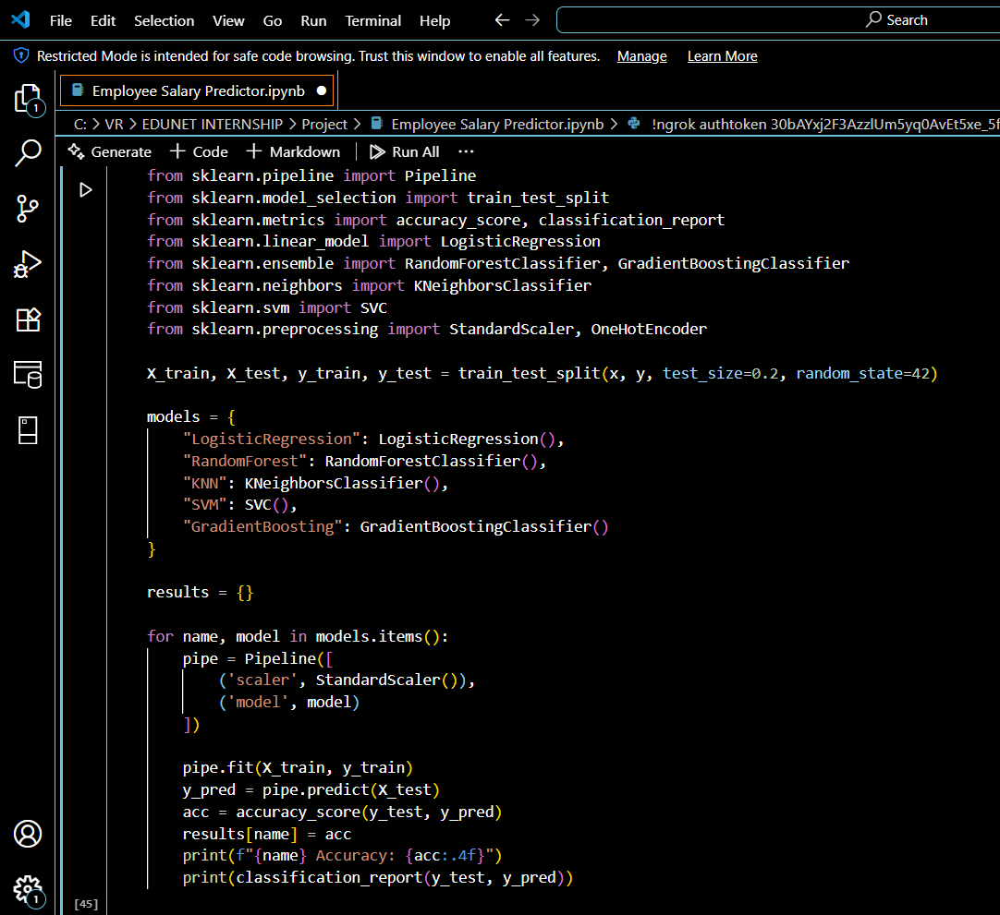 File Edit Selection View Go Run Terminal Help Search
Restricted Mode is intended for safe code browsing. Trust this window to enable all features. Manage Learn More
1
Employee Salary Predictor.ipynb
C: > VR > EDUNET INTERNSHIP > Project > Employee Salary Predictor.ipynb > !ngrok authtoken
Generate + Code + Markdown Run All ...
from sklearn.pipeline import Pipeline
from sklearn.model_selection import train_test_split
from sklearn.metrics import accuracy_score, classification_report
from sklearn.linear_model import LogisticRegression
from sklearn.ensemble import RandomForestClassifier, GradientBoostingClassifier
from sklearn.neighbors import KNeighborsClassifier
from sklearn.svm import SVC
from sklearn.preprocessing import StandardScaler, OneHotEncoder
X_train, X_test, y_train, y_test = train_test_split(x, y, test_size=0.2, random_state=42)
models = {
    "LogisticRegression": LogisticRegression(),
    "RandomForest": RandomForestClassifier(),
    "KNN": KNeighborsClassifier(),
    "SVM": SVC(),
    "GradientBoosting": GradientBoostingClassifier()
}
results = {}
for name, model in models.items():
    pipe = Pipeline([
        ('scaler', StandardScaler()),
        ('model', model)
    ])
    pipe.fit(X_train, y_train)
    y_pred = pipe.predict(X_test)
    acc = accuracy_score(y_test, y_pred)
    results[name] = acc
    print(f"{name} Accuracy: {acc:.4f}")
    print(classification_report(y_test, y_pred))
1
[45]